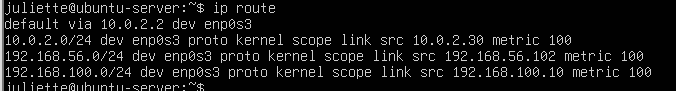 juliette@ubuntu-server:~$ ip route
default via 10.0.2.2 dev enp0s3
10.0.2.0/24 dev enp0s3 proto kernel scope link src 10.0.2.30 metric 100
192.168.56.0/24 dev enp0s3 proto kernel scope link src 192.168.56.102 metric 100
192.168.100.0/24 dev enp0s3 proto kernel scope link src 192.168.100.10 metric 100
juliette@ubuntu-server:~$